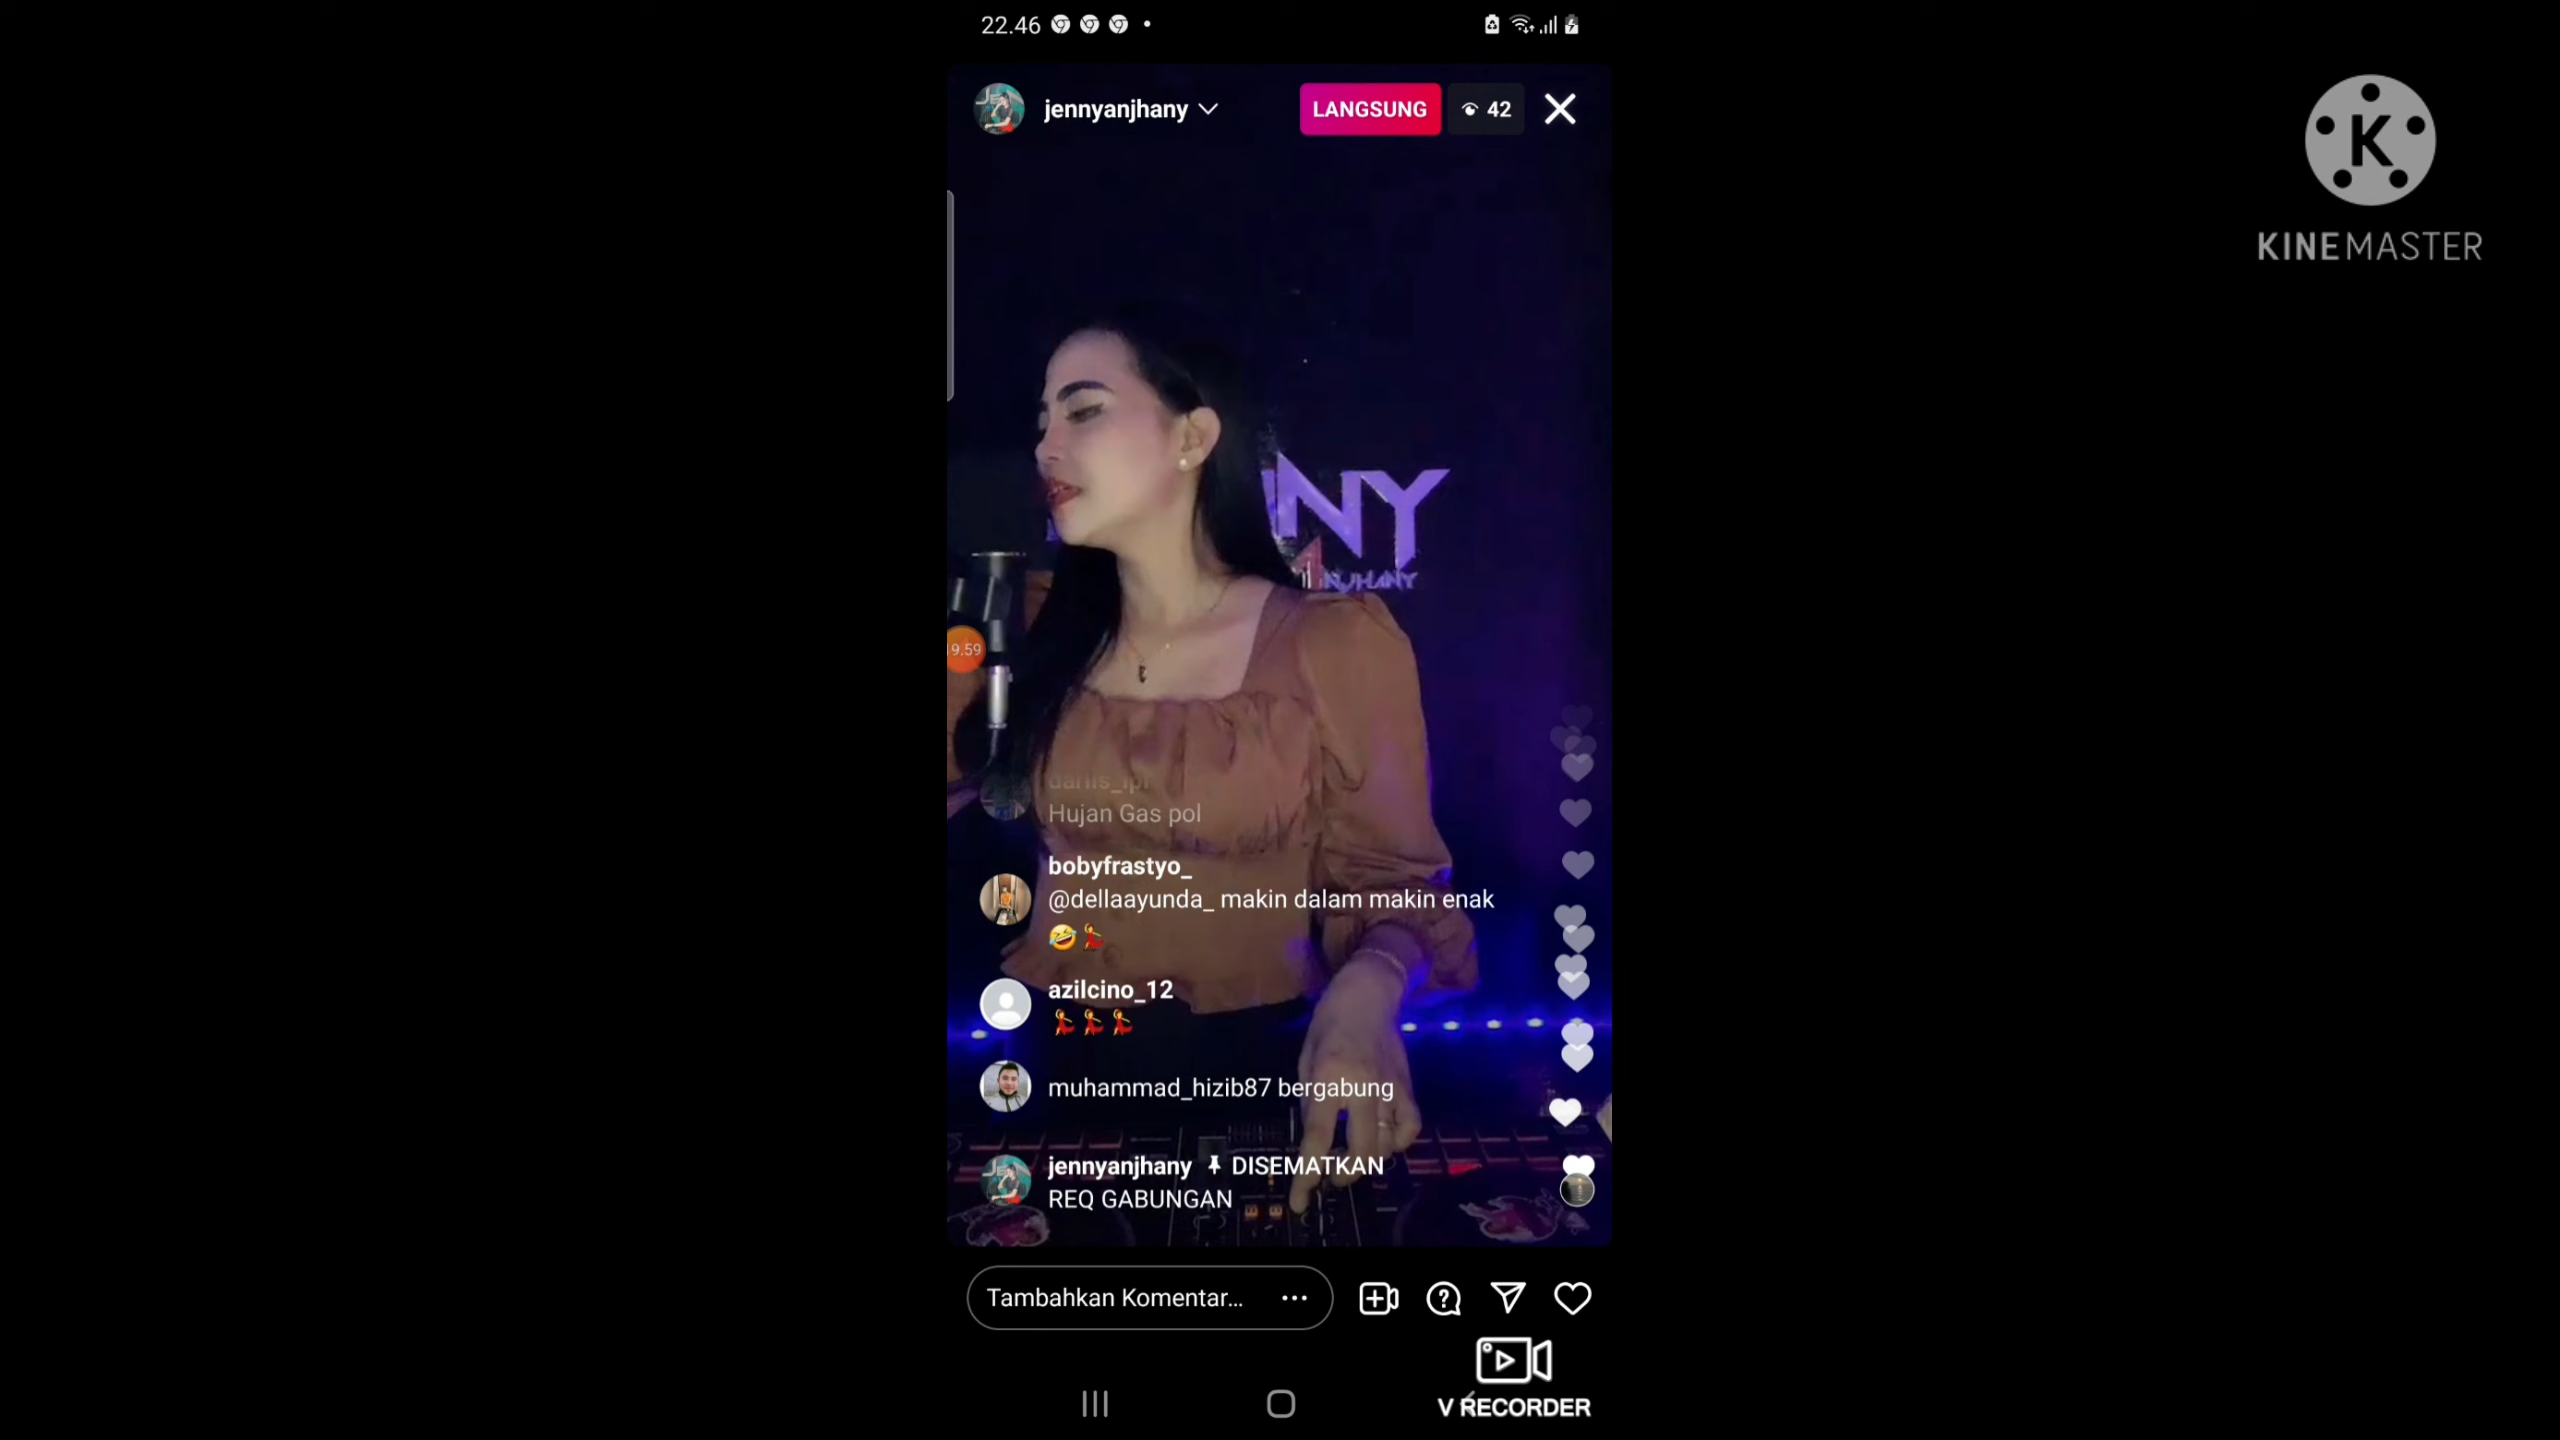 22.46
jennyanjhany
LANGSUNG
42
KINEMASTER
NY
ANJHANY
9.59
Hujan Gas pol
bobyfrastyo_
@dellaayunda_ makin dalam makin enak
🤣💃
azilcino_12
💃💃💃
muhammad_hizib87 bergabung
jennyanjhany DISEMATKAN
REQ GABUNGAN
Tambahkan Komentar...
V RECORDER